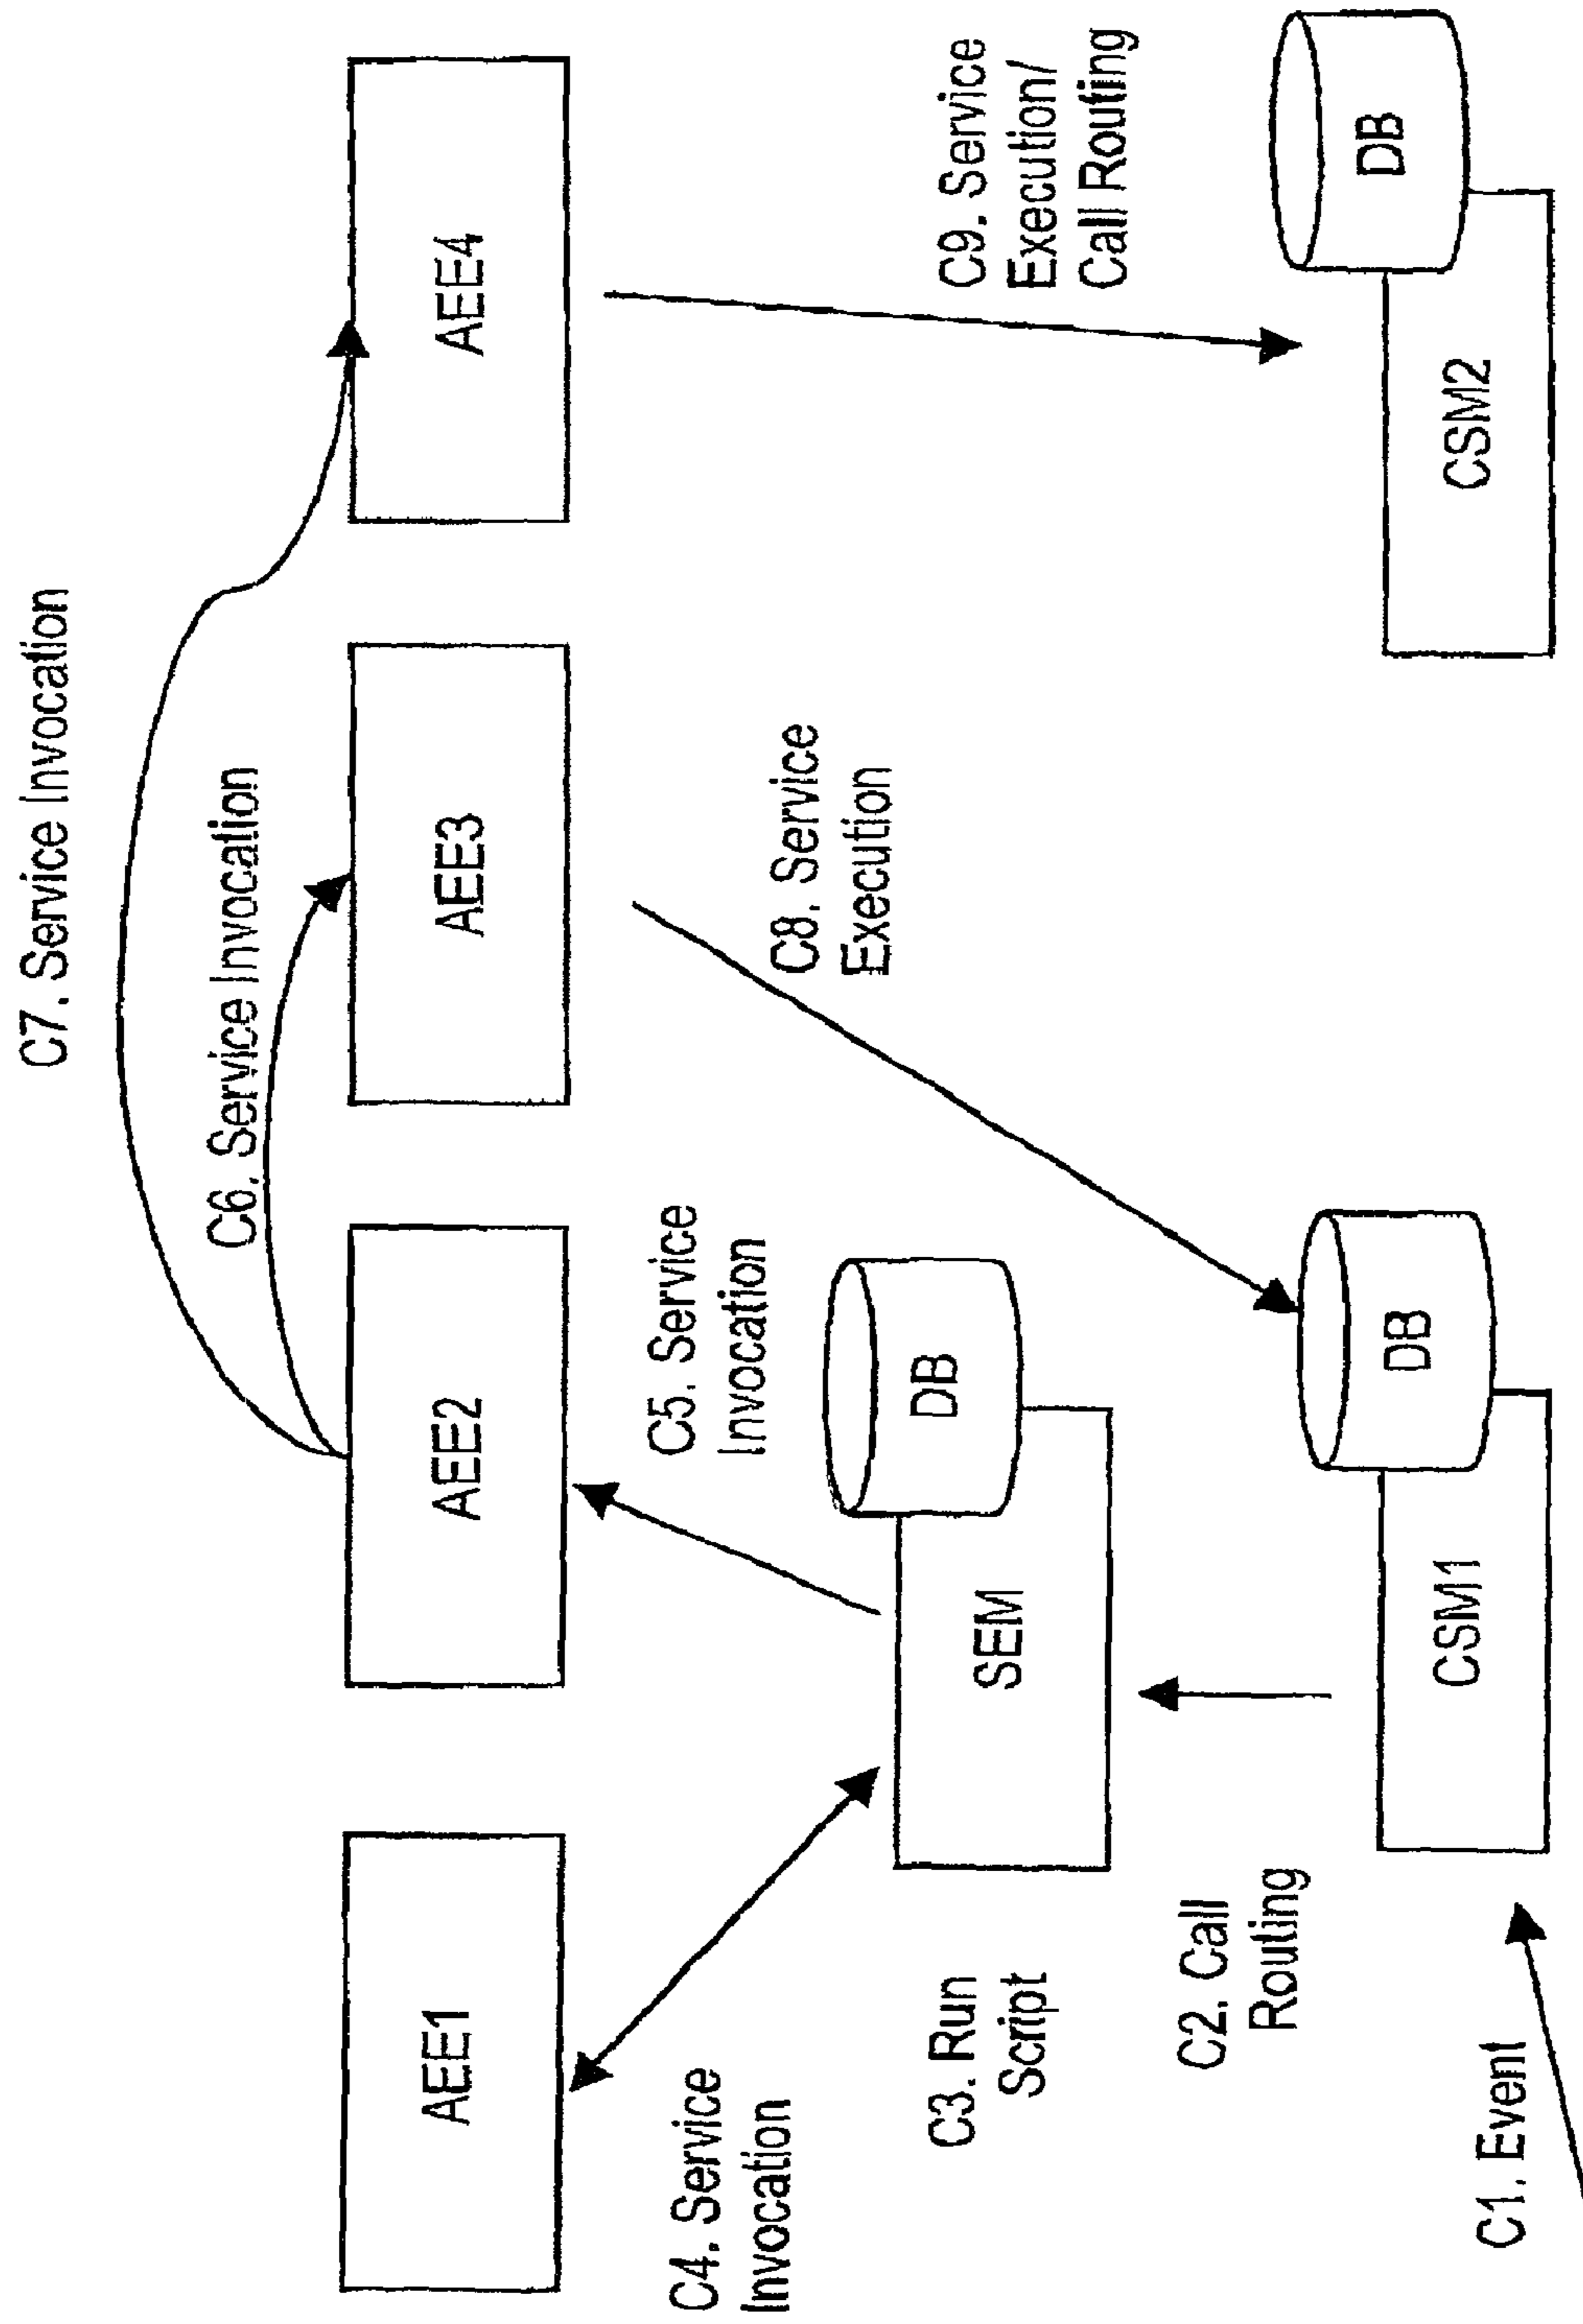 C7. Service Invocation
C6. Service Invocation
AEE1
AEE2
AEE3
AEE4
C4. Service
Invocation
C5. Service
Invocation
C8. Service
Execution
C9. Service
Execution/
Call Routing
C3. Run
Script
SEM
DB
C2. Call
Routing
C1. Event
CSM1
DB
CSM2
DB